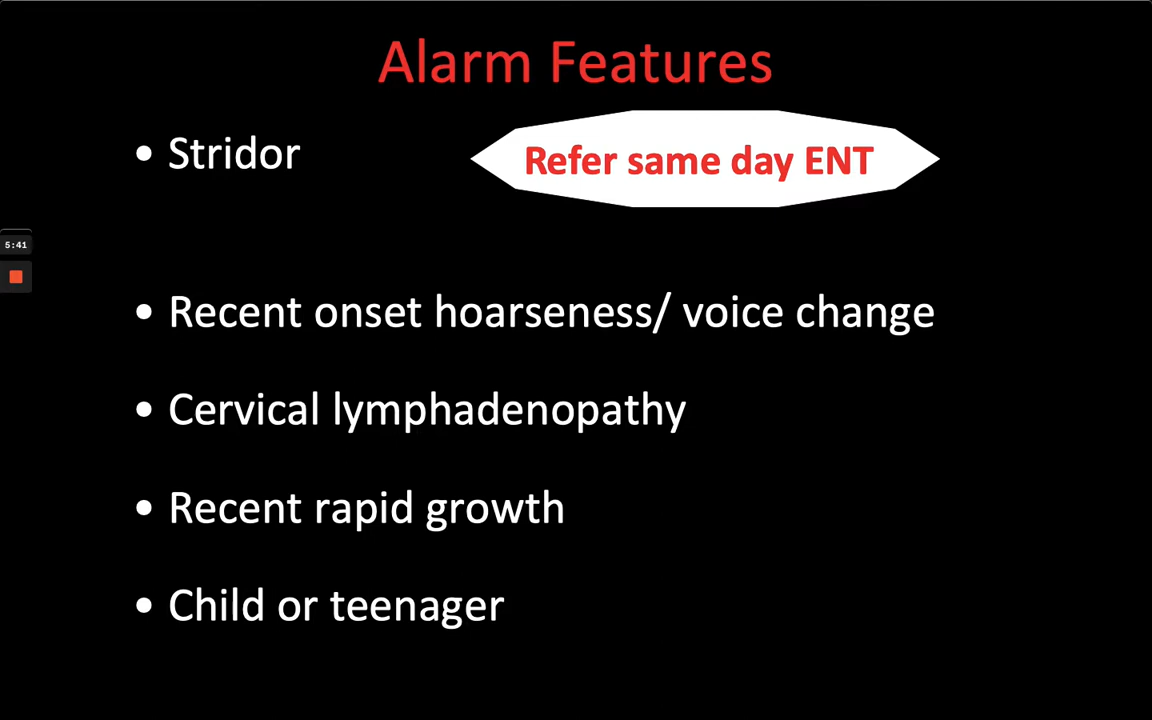 Alarm Features
• Stridor
Refer same day ENT
5:41
• Recent onset hoarseness/ voice change
• Cervical lymphadenopathy
• Recent rapid growth
• Child or teenager